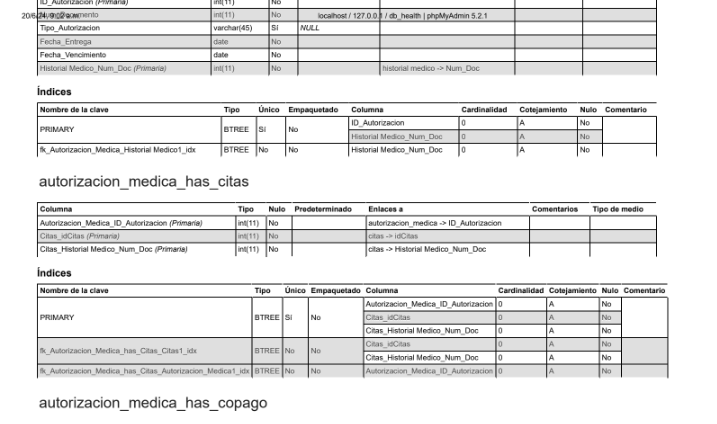 ID_Autorizacion (Primaria) int(11) No
localhost / 127.0.0.1 / db_health | phpMyAdmin 5.2.1
int(11) No
Tipo_Autorizacion varchar(45) Sí NULL
Fecha_Entrega date No
Fecha_Vencimiento date No
Historial Medico_Num_Doc (Primaria) int(11) No historial medico -> Num_Doc
Índices
Nombre de la clave Tipo Único Empaquetado Columna Cardinalidad Cotejamiento Nulo Comentario
PRIMARY BTREE Sí No ID_Autorizacion 0 A No
Historial Medico_Num_Doc 0 A No
fk_Autorizacion_Medica_Historial Medico1_idx BTREE No No Historial Medico_Num_Doc 0 A No
autorizacion_medica_has_citas
Columna Tipo Nulo Predeterminado Enlaces a Comentarios Tipo de medio
Autorizacion_Medica_ID_Autorizacion (Primaria) int(11) No autorizacion_medica -> ID_Autorizacion
Citas_idCitas (Primaria) int(11) No citas -> idCitas
Citas_Historial Medico_Num_Doc (Primaria) int(11) No citas -> Historial Medico_Num_Doc
Índices
Nombre de la clave Tipo Único Empaquetado Columna Cardinalidad Cotejamiento Nulo Comentario
PRIMARY BTREE Sí No Autorizacion_Medica_ID_Autorizacion 0 A No
Citas_idCitas 0 A No
Citas_Historial Medico_Num_Doc 0 A No
fk_Autorizacion_Medica_has_Citas_Citas1_idx BTREE No No Citas_idCitas 0 A No
Citas_Historial Medico_Num_Doc 0 A No
fk_Autorizacion_Medica_has_Citas_Autorizacion_Medica1_idx BTREE No No Autorizacion_Medica_ID_Autorizacion 0 A No
autorizacion_medica_has_copago